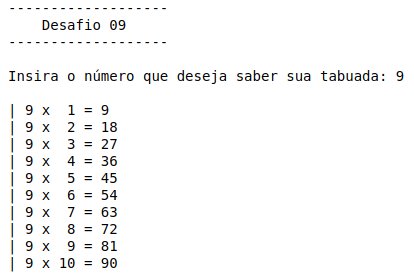 -------------------
    Desafio 09
-------------------
Insira o número que deseja saber sua tabuada: 9
| 9 x  1 = 9
| 9 x  2 = 18
| 9 x  3 = 27
| 9 x  4 = 36
| 9 x  5 = 45
| 9 x  6 = 54
| 9 x  7 = 63
| 9 x  8 = 72
| 9 x  9 = 81
| 9 x 10 = 90